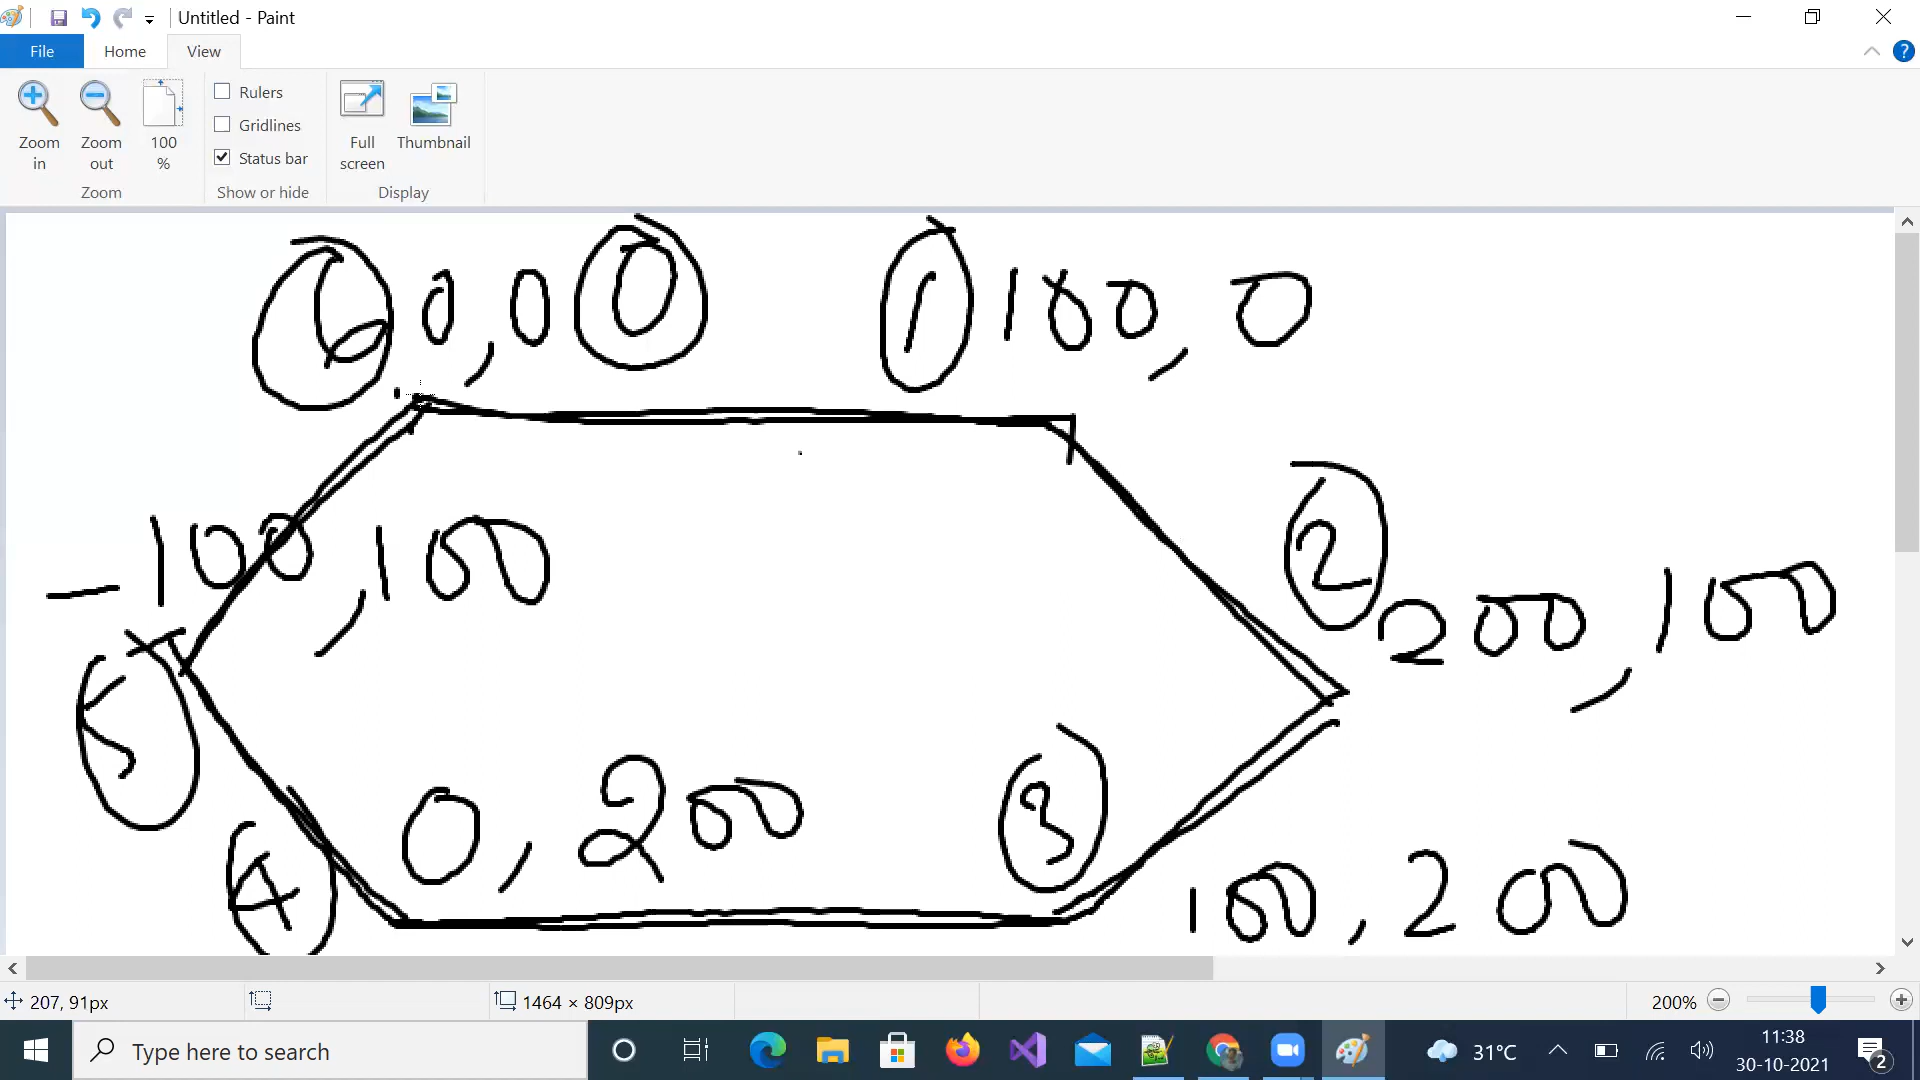 Untitled - Paint
File Home View
Zoom in
Zoom out
100 %
Rulers
Gridlines
Status bar
Full screen
Thumbnail
Zoom
Show or hide
Display
6 0,0 0
1 100,0
2 200,100
-100,100
5
3 100,200
0,200
4
207, 91px
1464 × 809px
200%
Type here to search
31°C
11:38
30-10-2021
2